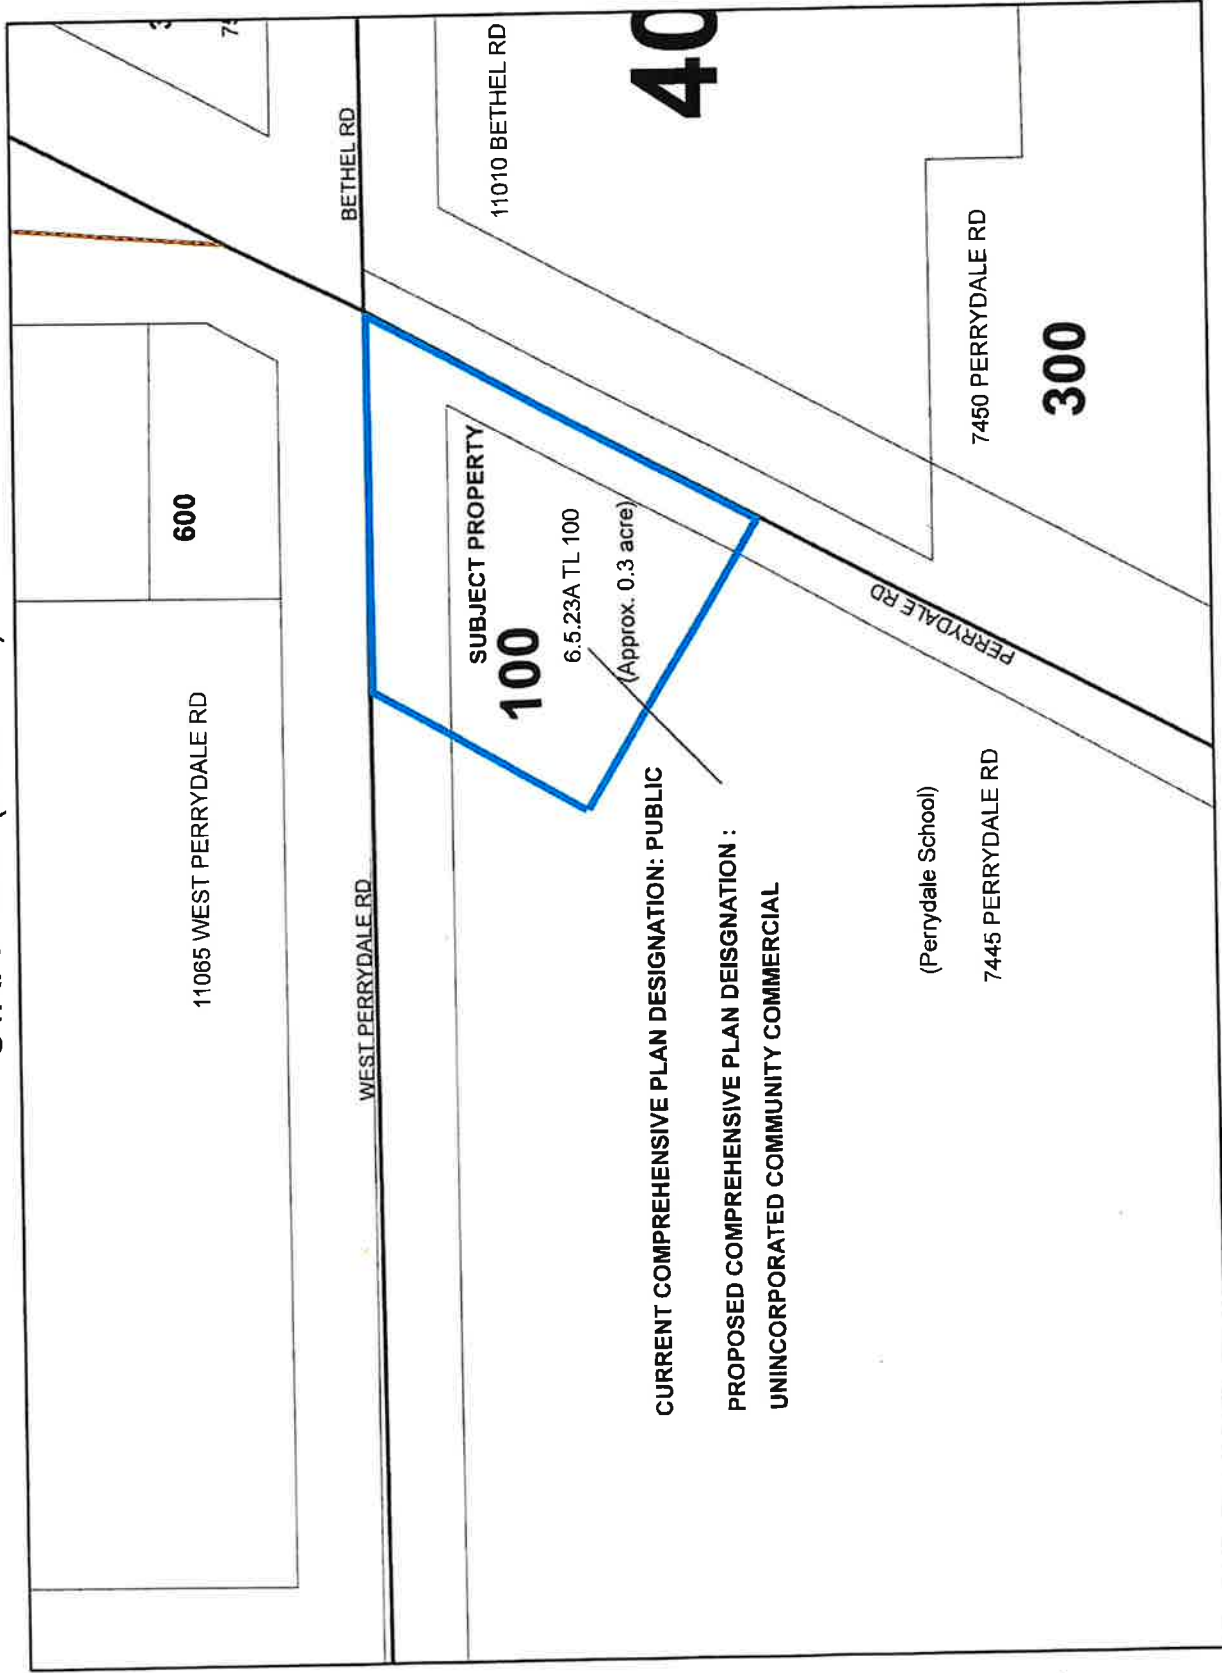 11065 WEST PERRYDALE RD
600
WEST PERRYDALE RD
BETHEL RD
11010 BETHEL RD
40
SUBJECT PROPERTY
100
6.5.23A TL 100
(Approx. 0.3 acre)
CURRENT COMPREHENSIVE PLAN DESIGNATION: PUBLIC
PROPOSED COMPREHENSIVE PLAN DEISGNATION :
UNINCORPORATED COMMUNITY COMMERCIAL
PERRYDALE RD
(Perrydale School)
7445 PERRYDALE RD
7450 PERRYDALE RD
300